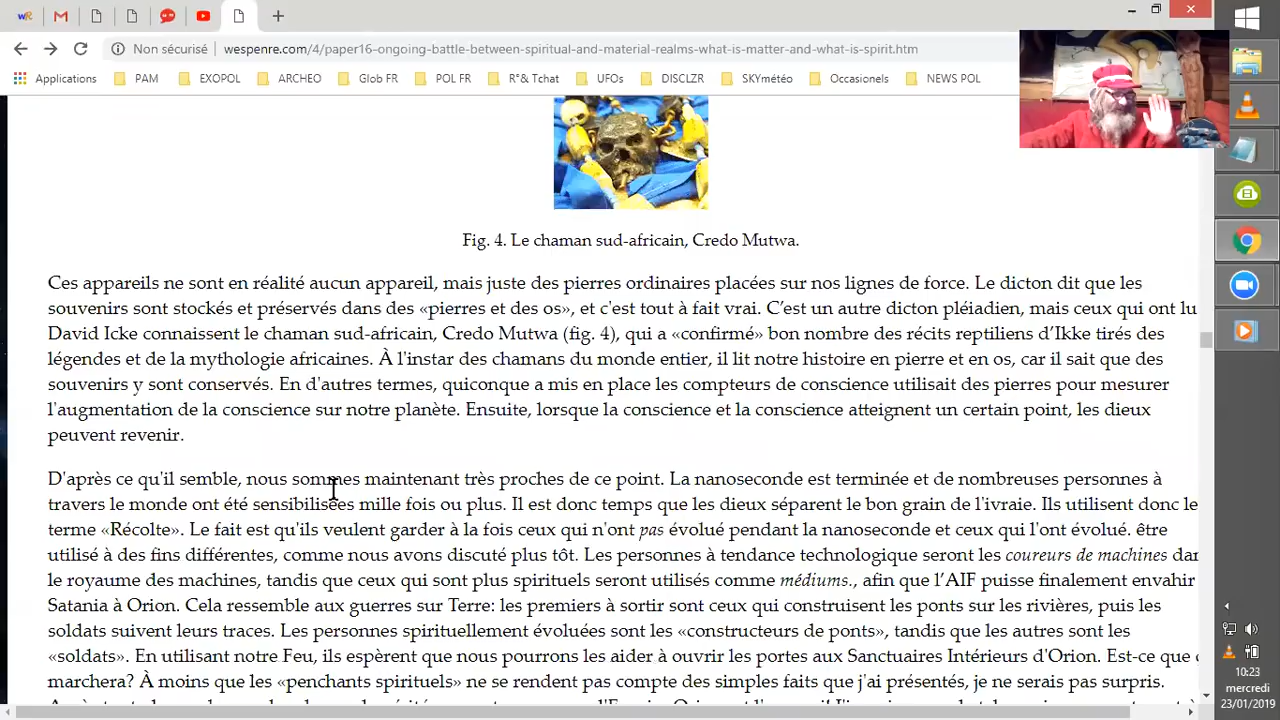 Non sécurisé
wespenre.com/4/paper16-ongoing-battle-between-spiritual-and-material-realms-what-is-matter-and-what-is-spirit.htm
Applications PAM EXOPOL ARCHEO Glob FR POL FR R°& Tchat UFOs DISCLZR SKYmétéo Occasionels NEWS POL
Fig. 4. Le chaman sud-africain, Credo Mutwa.
Ces appareils ne sont en réalité aucun appareil, mais juste des pierres ordinaires placées sur nos lignes de force. Le dicton dit que les
souvenirs sont stockés et préservés dans des «pierres et des os», et c'est tout à fait vrai. C’est un autre dicton pléiadien, mais ceux qui ont lu
David Icke connaissent le chaman sud-africain, Credo Mutwa (fig. 4), qui a «confirmé» bon nombre des récits reptiliens d’Ikke tirés des
légendes et de la mythologie africaines. À l'instar des chamans du monde entier, il lit notre histoire en pierre et en os, car il sait que des
souvenirs y sont conservés. En d'autres termes, quiconque a mis en place les compteurs de conscience utilisait des pierres pour mesurer
l'augmentation de la conscience sur notre planète. Ensuite, lorsque la conscience et la conscience atteignent un certain point, les dieux
peuvent revenir.
D'après ce qu'il semble, nous sommes maintenant très proches de ce point. La nanoseconde est terminée et de nombreuses personnes à
travers le monde ont été sensibilisées mille fois ou plus. Il est donc temps que les dieux séparent le bon grain de l'ivraie. Ils utilisent donc le
terme «Récolte». Le fait est qu'ils veulent garder à la fois ceux qui n'ont pas évolué pendant la nanoseconde et ceux qui l'ont évolué. être
utilisé à des fins différentes, comme nous avons discuté plus tôt. Les personnes à tendance technologique seront les coureurs de machines dan
le royaume des machines, tandis que ceux qui sont plus spirituels seront utilisés comme médiums., afin que l’AIF puisse finalement envahir
Satania à Orion. Cela ressemble aux guerres sur Terre: les premiers à sortir sont ceux qui construisent les ponts sur les rivières, puis les
soldats suivent leurs traces. Les personnes spirituellement évoluées sont les «constructeurs de ponts», tandis que les autres sont les
«soldats». En utilisant notre Feu, ils espèrent que nous pourrons les aider à ouvrir les portes aux Sanctuaires Intérieurs d'Orion. Est-ce que
marchera? À moins que les «penchants spirituels» ne se rendent pas compte des simples faits que j'ai présentés, je ne serais pas surpris.
10:23
mercredi
23/01/2019